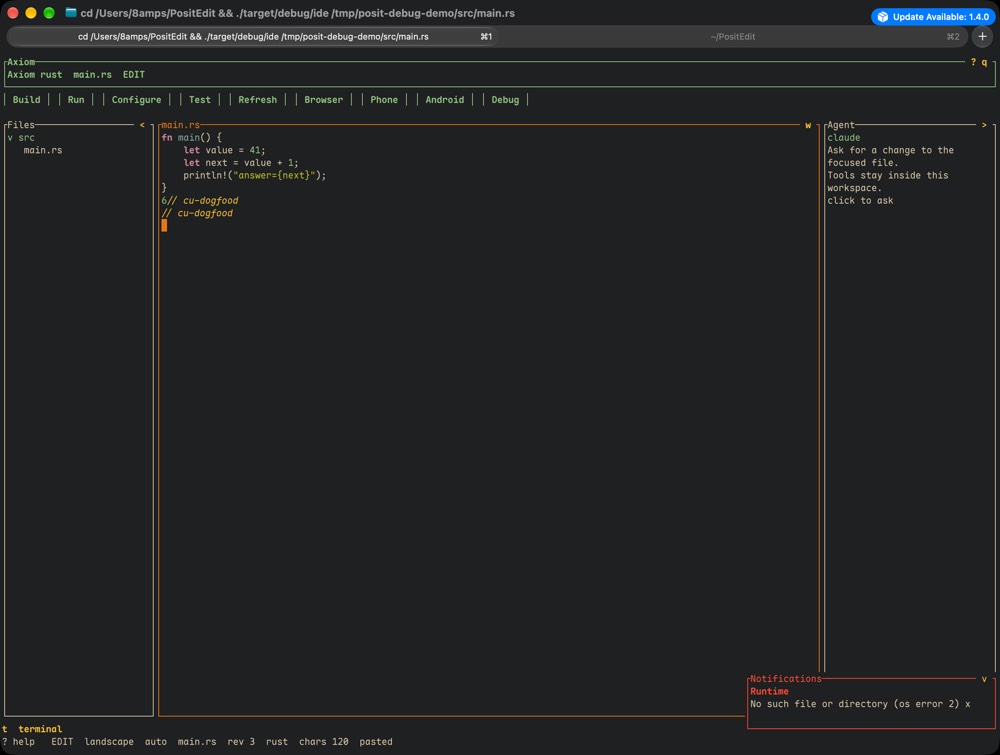 cd /Users/8amps/PositEdit && ./target/debug/ide /tmp/posit-debug-demo/src/main.rs
Update Available: 1.4.0
cd /Users/8amps/PositEdit && ./target/debug/ide /tmp/posit-debug-demo/src/main.rs ⌘1 ~/PositEdit ⌘2 +
Axiom ? q
Axiom rust main.rs EDIT
Build Run Configure Test Refresh Browser Phone Android Debug
Files <
v src
main.rs
main.rs w
fn main() {
    let value = 41;
    let next = value + 1;
    println!("answer={next}");
}
6// cu-dogfood
// cu-dogfood
Agent >
claude
Ask for a change to the
focused file.
Tools stay inside this
workspace.
click to ask
Notifications v
Runtime
No such file or directory (os error 2) x
t terminal
? help EDIT landscape auto main.rs rev 3 rust chars 120 pasted